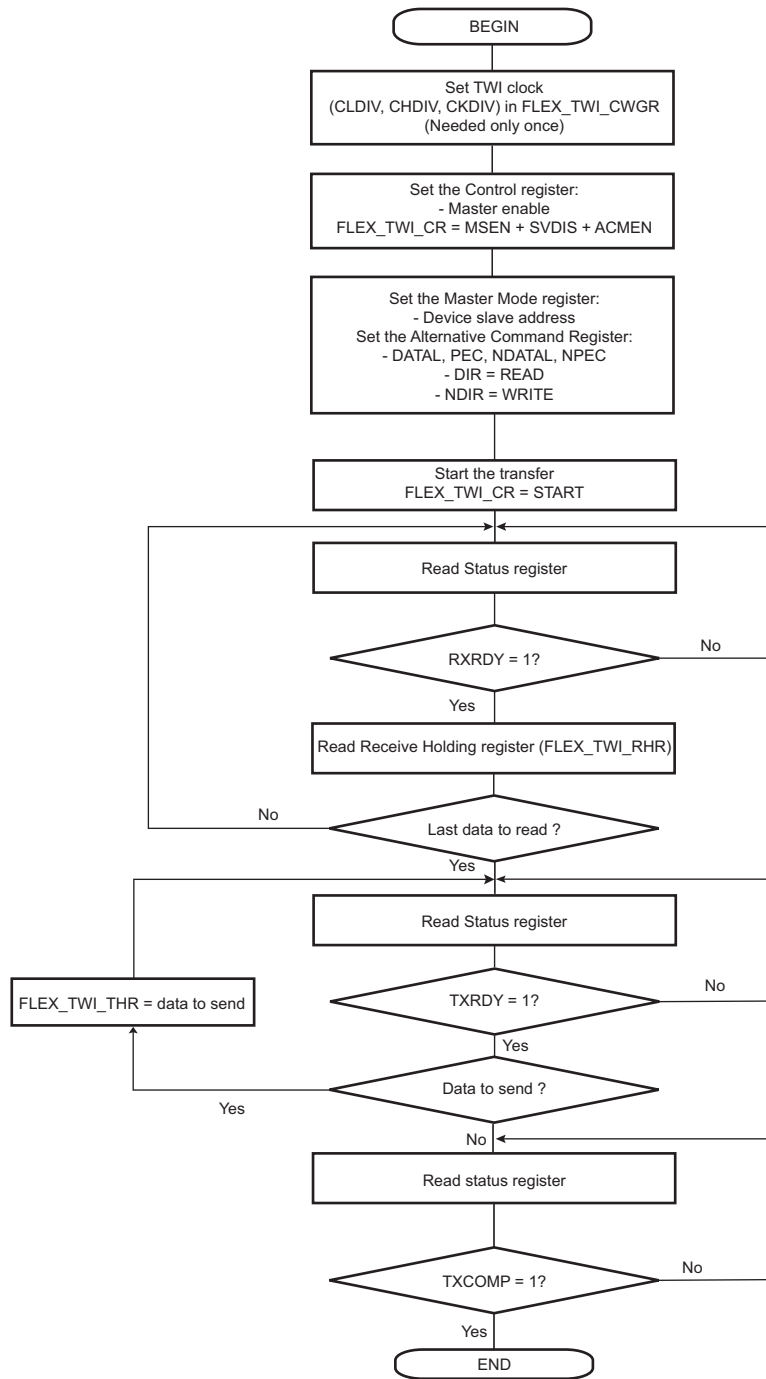 BEGIN
Set TWI clock
(CLDIV, CHDIV, CKDIV) in FLEX_TWI_CWGR
(Needed only once)
Set the Control register:
- Master enable
FLEX_TWI_CR = MSEN + SVDIS + ACMEN
Set the Master Mode register:
- Device slave address
Set the Alternative Command Register:
- DATAL, PEC, NDATAL, NPEC
- DIR = READ
- NDIR = WRITE
Start the transfer
FLEX_TWI_CR = START
Read Status register
RXRDY = 1?
No
Yes
Read Receive Holding register (FLEX_TWI_RHR)
No
Last data to read ?
Yes
Read Status register
FLEX_TWI_THR = data to send
TXRDY = 1?
No
Yes
Data to send ?
Yes
No
Read status register
TXCOMP = 1?
No
Yes
END